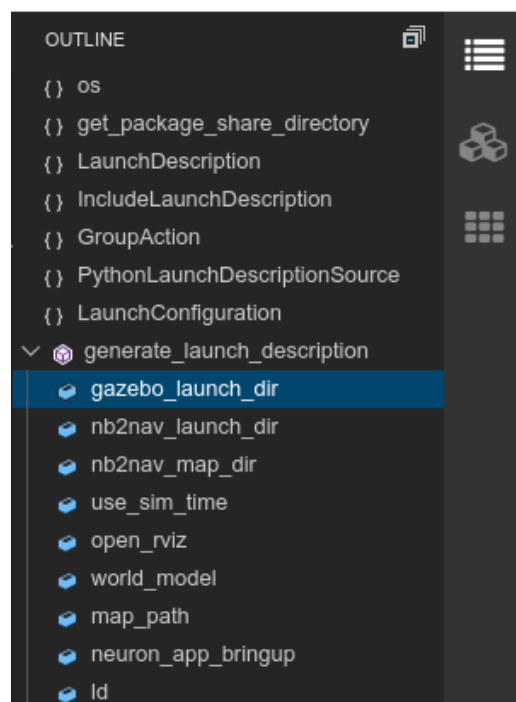 OUTLINE
{} os
{} get_package_share_directory
{} LaunchDescription
{} IncludeLaunchDescription
{} GroupAction
{} PythonLaunchDescriptionSource
{} LaunchConfiguration
generate_launch_description
gazebo_launch_dir
nb2nav_launch_dir
nb2nav_map_dir
use_sim_time
open_rviz
world_model
map_path
neuron_app_bringup
ld